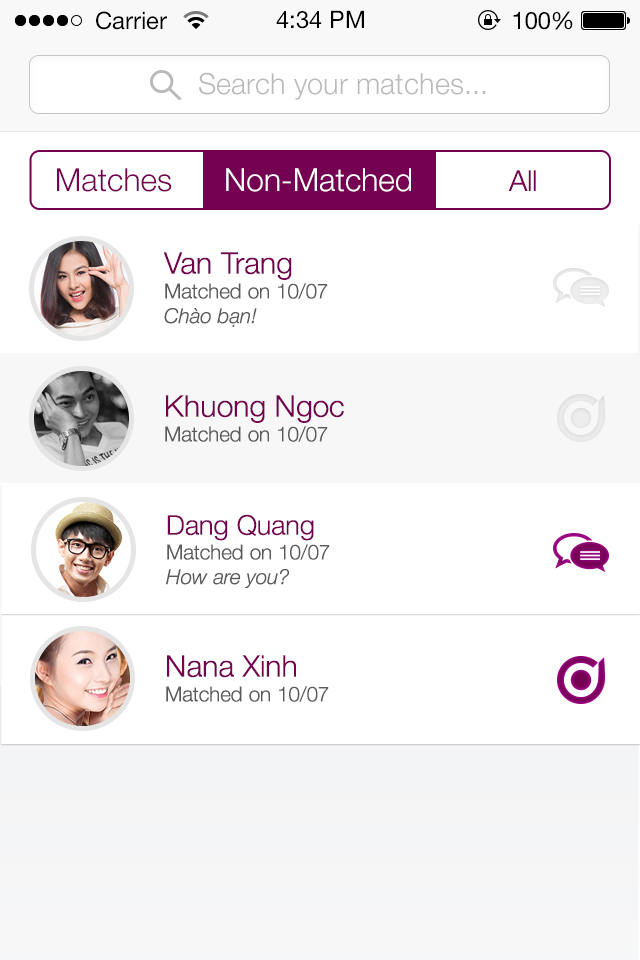 Carrier 4:34 PM 100%
Search your matches...
Matches Non-Matched All
Van Trang
Matched on 10/07
Chào bạn!
Khuong Ngoc
Matched on 10/07
Dang Quang
Matched on 10/07
How are you?
Nana Xinh
Matched on 10/07